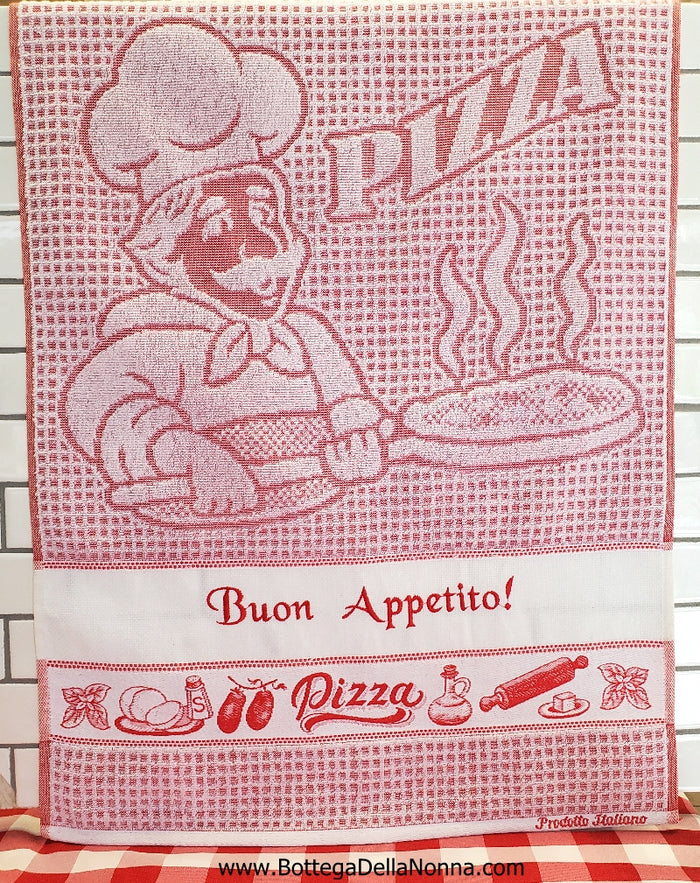 PIZZA
Buon Appetito!
S
Pizza
Prodotto Italiano
www.BottegaDellaNonna.com